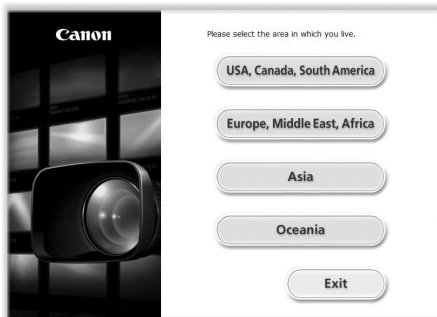 Canon
Please select the area in which you live.
USA, Canada, South America
Europe, Middle East, Africa
Asia
Oceania
Exit